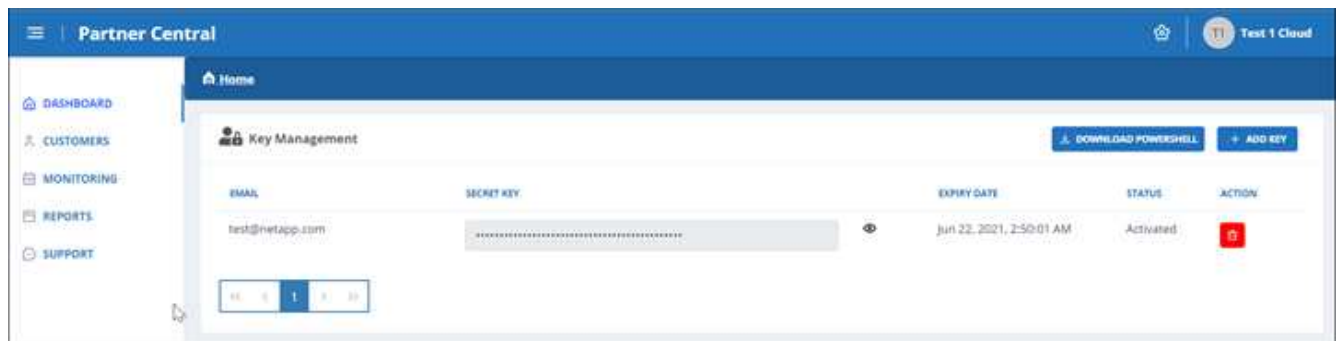 Partner Central
T1 Test 1 Cloud
Home
DASHBOARD
CUSTOMERS
MONITORING
REPORTS
SUPPORT
Key Management
DOWNLOAD POWERSHELL
+ ADD KEY
EMAIL SECRET KEY EXPIRY DATE STATUS ACTION
test@netapp.com Jun 22, 2021, 2:50:01 AM Activated
1